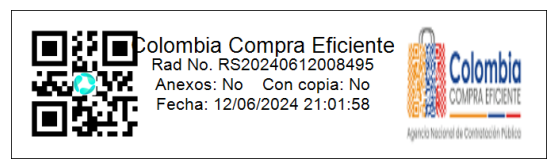 Colombia Compra Eficiente
Rad No. RS20240612008495
Anexos: No Con copia: No
Fecha: 12/06/2024 21:01:58
Colombia
COMPRA EFICIENTE
Agencia Nacional de Contratación Pública